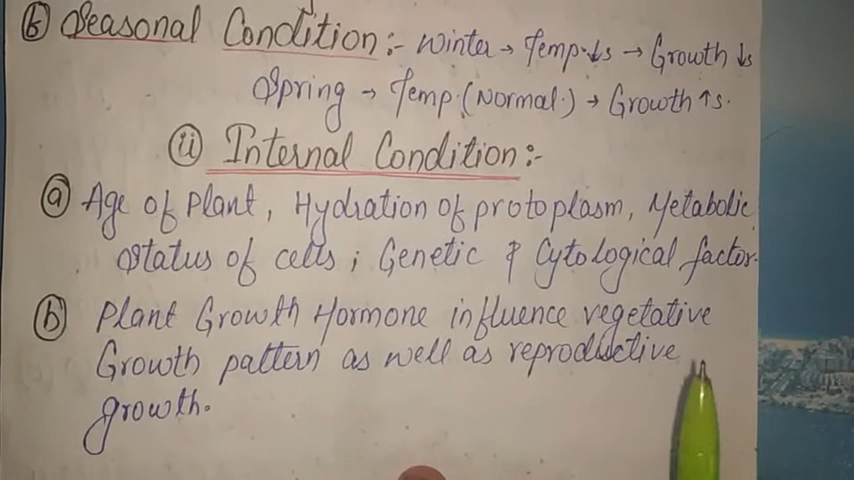 ⓑ Seasonal Condition :- Winter → Temp. ↓s → Growth ↓s
Spring → Temp. (Normal.) → Growth ↑s.
ⓘⓘ Internal Condition :-
ⓐ Age of Plant, Hydration of protoplasm, Metabolic
Status of cells ; Genetic & Cytological factor.
ⓑ Plant Growth Hormone influence vegetative
Growth pattern as well as reproductive
growth.